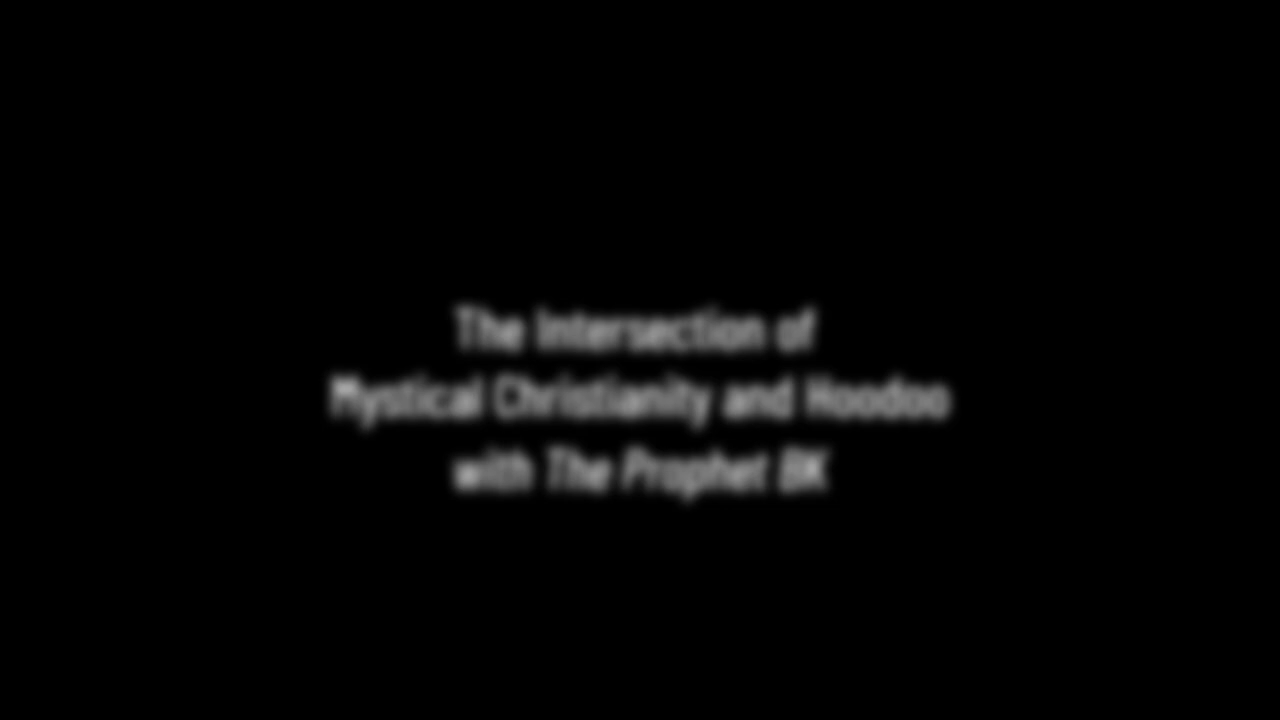 The Intersection of
Mystical Christianity and Hoodoo
with The Prophet BK